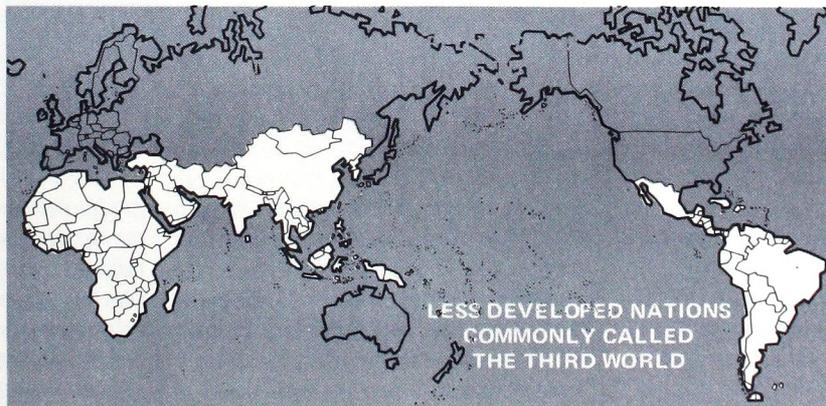 LESS DEVELOPED NATIONS
COMMONLY CALLED
THE THIRD WORLD